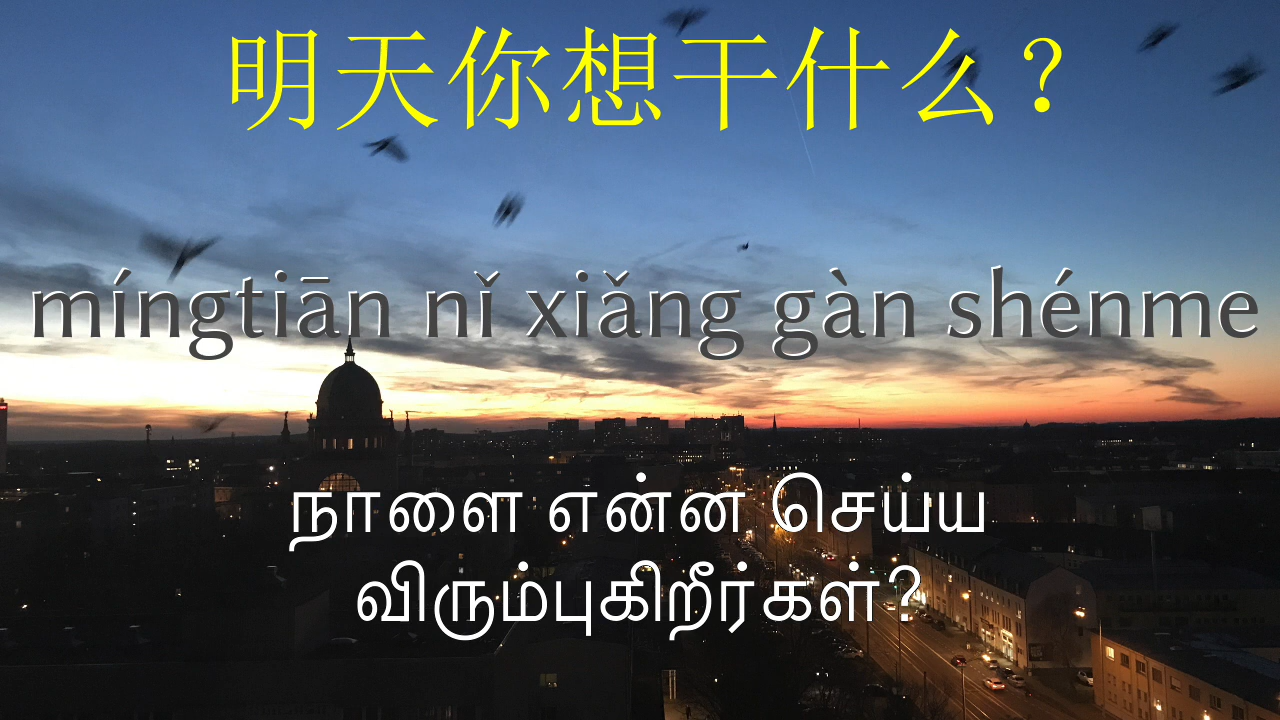 明天你想干什么？
míngtiān nǐ xiǎng gàn shénme
நாளை என்ன செய்ய
விரும்புகிறீர்கள்?